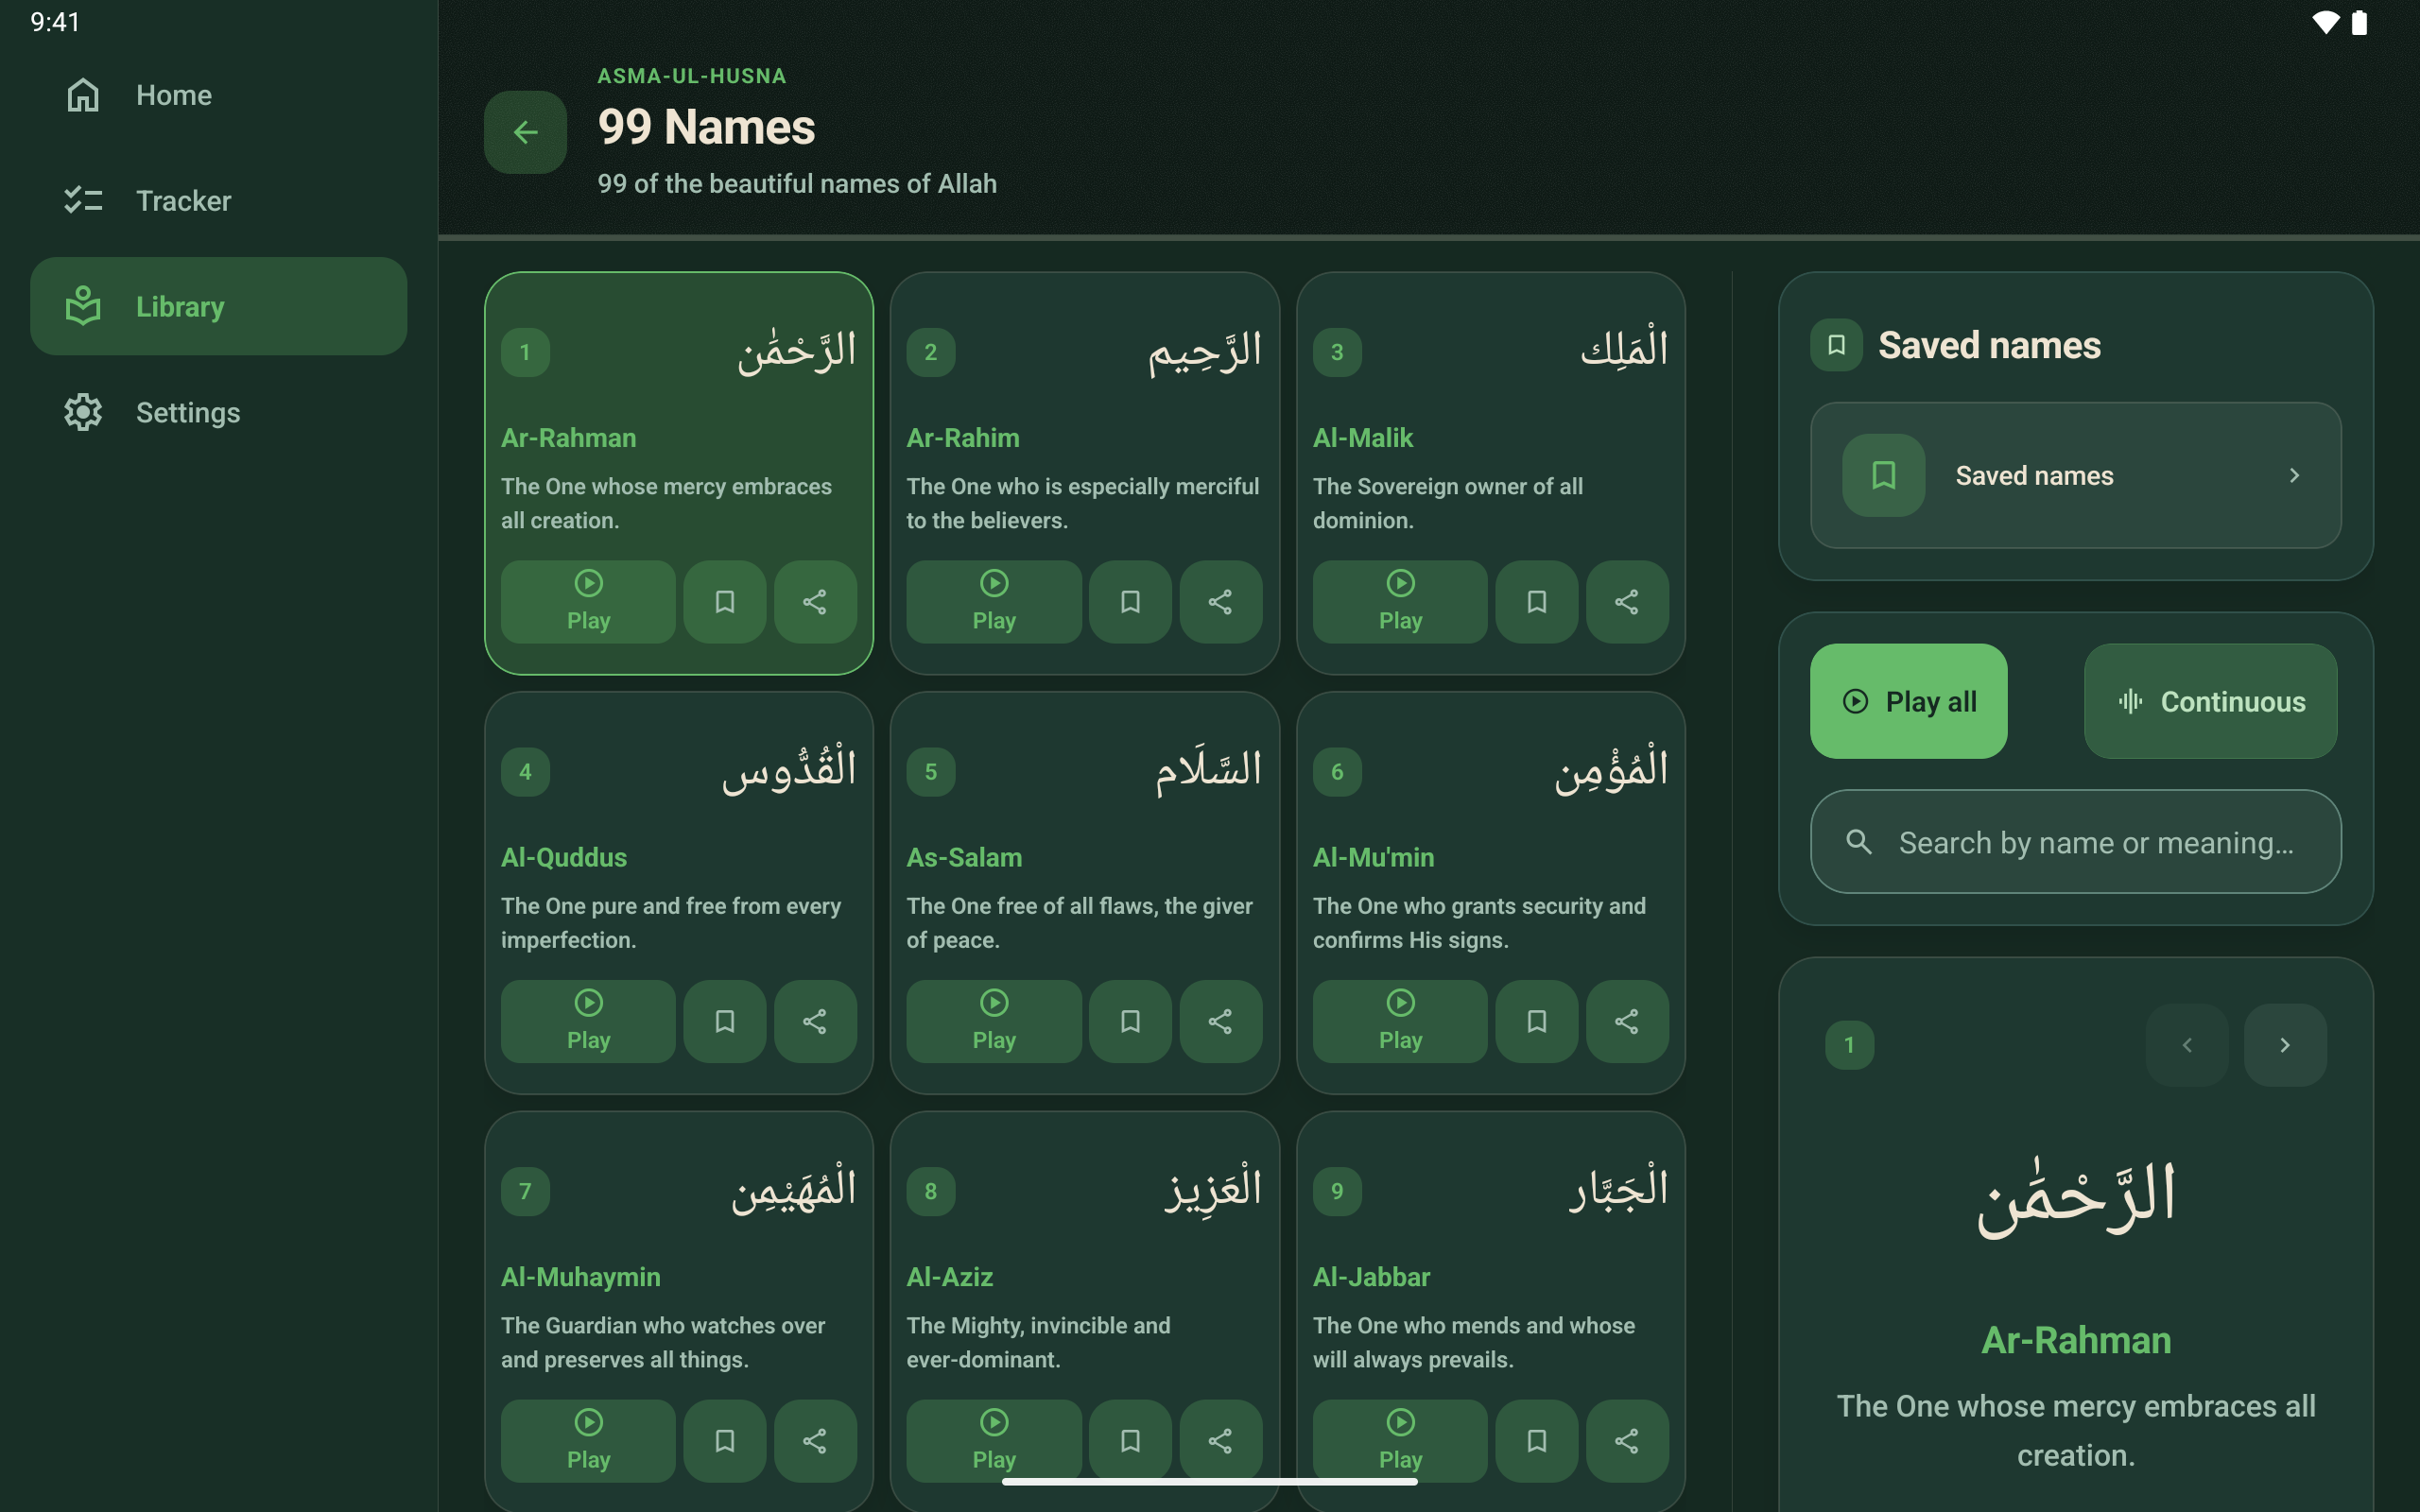 9:41
Home
Tracker
Library
Settings
ASMA-UL-HUSNA
99 Names
99 of the beautiful names of Allah
1
الرَّحْمَٰن
Ar-Rahman
The One whose mercy embraces
all creation.
Play
2
الرَّحِيم
Ar-Rahim
The One who is especially merciful
to the believers.
Play
3
الْمَلِك
Al-Malik
The Sovereign owner of all
dominion.
Play
4
الْقُدُّوس
Al-Quddus
The One pure and free from every
imperfection.
Play
5
السَّلَام
As-Salam
The One free of all flaws, the giver
of peace.
Play
6
الْمُؤْمِن
Al-Mu'min
The One who grants security and
confirms His signs.
Play
7
الْمُهَيْمِن
Al-Muhaymin
The Guardian who watches over
and preserves all things.
Play
8
الْعَزِيز
Al-Aziz
The Mighty, invincible and
ever-dominant.
Play
9
الْجَبَّار
Al-Jabbar
The One who mends and whose
will always prevails.
Play
Saved names
Saved names
Play all
Continuous
Search by name or meaning...
1
الرَّحْمَٰن
Ar-Rahman
The One whose mercy embraces all
creation.